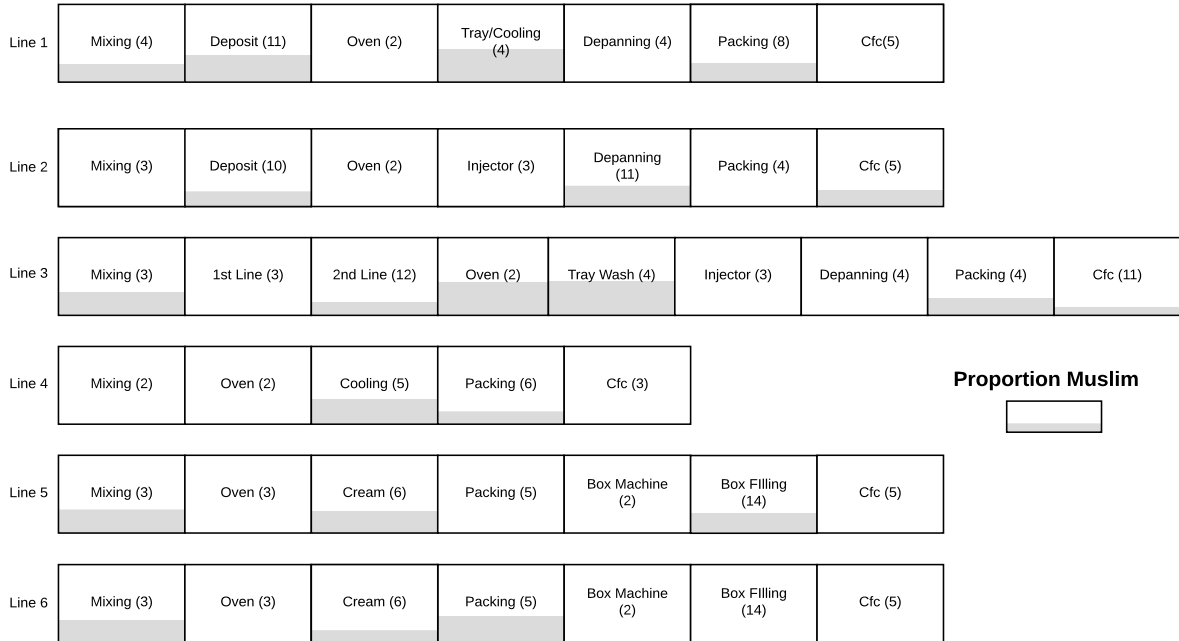 Line 1
Mixing (4)
Deposit (11)
Oven (2)
Tray/Cooling
(4)
Depanning (4)
Packing (8)
Cfc(5)
Line 2
Mixing (3)
Deposit (10)
Oven (2)
Injector (3)
Depanning
(11)
Packing (4)
Cfc (5)
Line 3
Mixing (3)
1st Line (3)
2nd Line (12)
Oven (2)
Tray Wash (4)
Injector (3)
Depanning (4)
Packing (4)
Cfc (11)
Line 4
Mixing (2)
Oven (2)
Cooling (5)
Packing (6)
Cfc (3)
Proportion Muslim
Line 5
Mixing (3)
Oven (3)
Cream (6)
Packing (5)
Box Machine
(2)
Box FIlling
(14)
Cfc (5)
Line 6
Mixing (3)
Oven (3)
Cream (6)
Packing (5)
Box Machine
(2)
Box FIlling
(14)
Cfc (5)